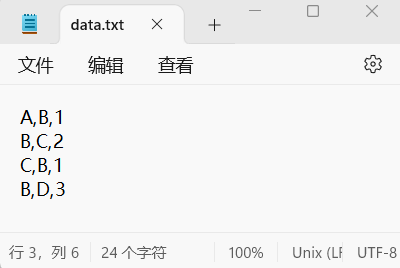 data.txt
文件 编辑 查看
A,B,1
B,C,2
C,B,1
B,D,3
行 3，列 6 24 个字符 100% Unix (LF UTF-8